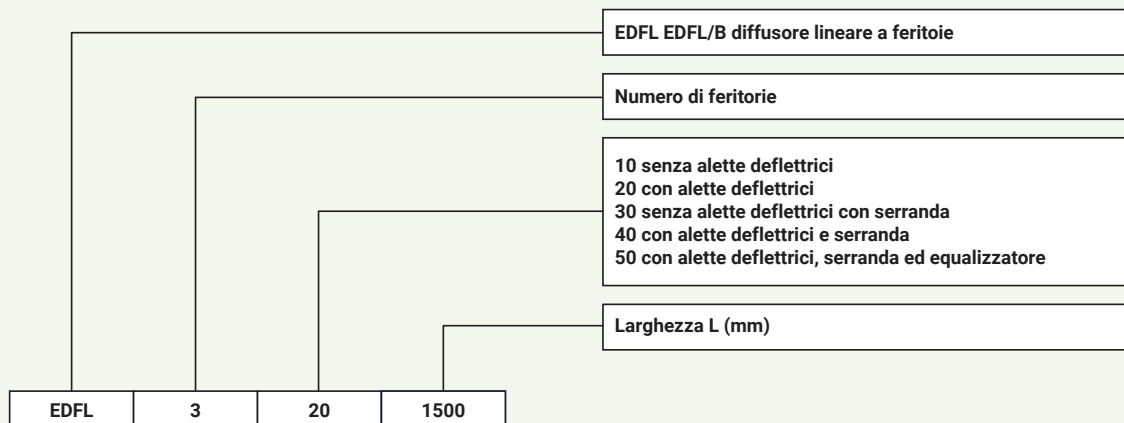 EDFL EDFL/B diffusore lineare a feritoie
Numero di feritorie
10 senza alette deflettrici
20 con alette deflettrici
30 senza alette deflettrici con serranda
40 con alette deflettrici e serranda
50 con alette deflettrici, serranda ed equalizzatore
Larghezza L (mm)
EDFL 3 20 1500